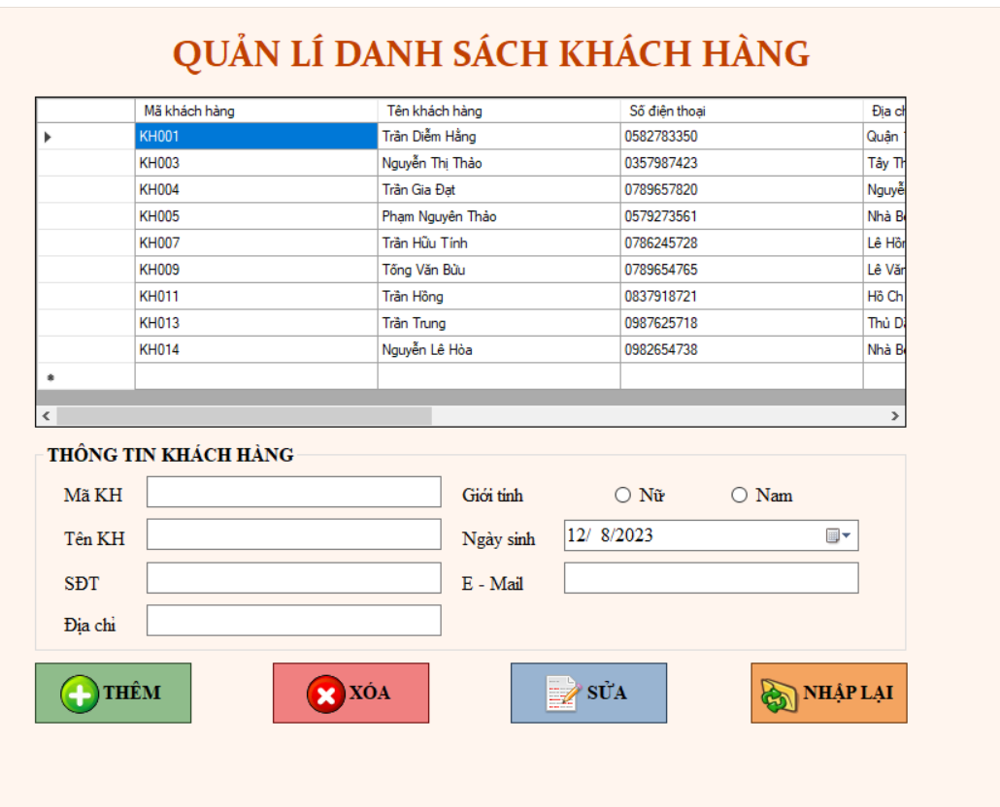 QUẢN LÍ DANH SÁCH KHÁCH HÀNG
Mã khách hàng Tên khách hàng Số điện thoại Địa ch
KH001 Trần Diễm Hằng 0582783350 Quận
KH003 Nguyễn Thị Thảo 0357987423 Tây Th
KH004 Trần Gia Đạt 0789657820 Nguyễ
KH005 Phạm Nguyên Thảo 0579273561 Nhà B
KH007 Trần Hữu Tính 0786245728 Lê Hồn
KH009 Tống Văn Bửu 0789654765 Lê Văn
KH011 Trần Hồng 0837918721 Hồ Ch
KH013 Trần Trung 0987625718 Thủ D
KH014 Nguyễn Lê Hòa 0982654738 Nhà B
THÔNG TIN KHÁCH HÀNG
Mã KH Giới tính Nữ Nam
Tên KH Ngày sinh 12/ 8/2023
SĐT E - Mail
Địa chỉ
THÊM XÓA SỬA NHẬP LẠI